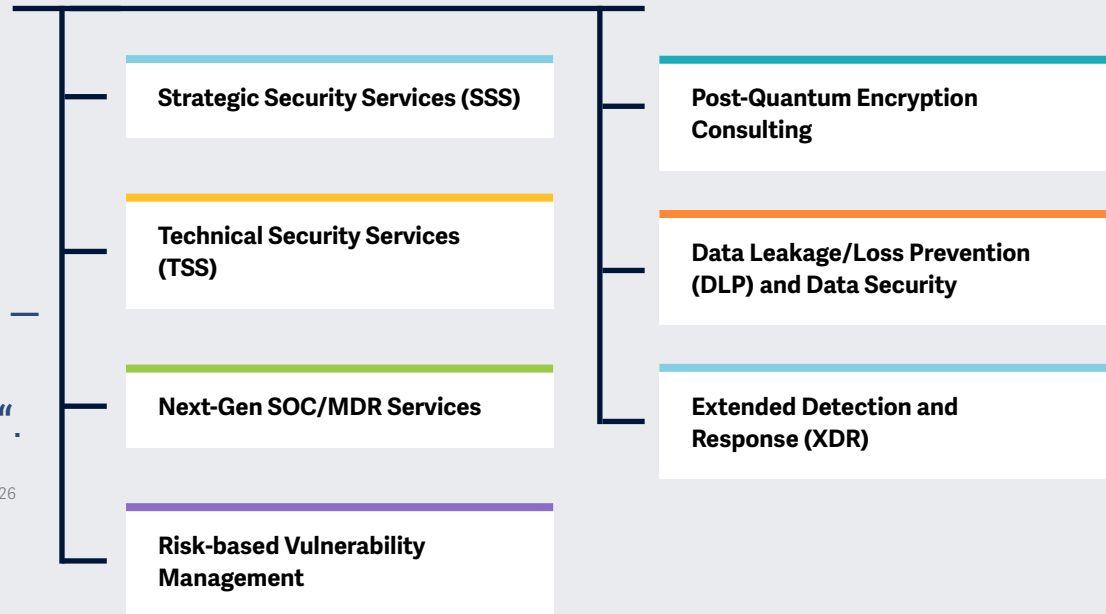 Strategic Security Services (SSS)
Technical Security Services
(TSS)
Next-Gen SOC/MDR Services
Risk-based Vulnerability
Management
Post-Quantum Encryption
Consulting
Data Leakage/Loss Prevention
(DLP) and Data Security
Extended Detection and
Response (XDR)
—
“.
26